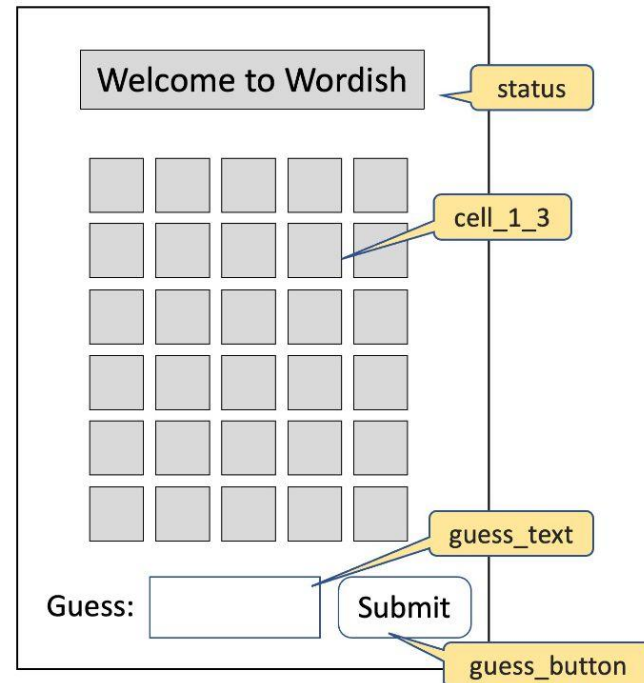 Welcome to Wordish
status
cell_1_3
guess_text
Guess:
Submit
guess_button